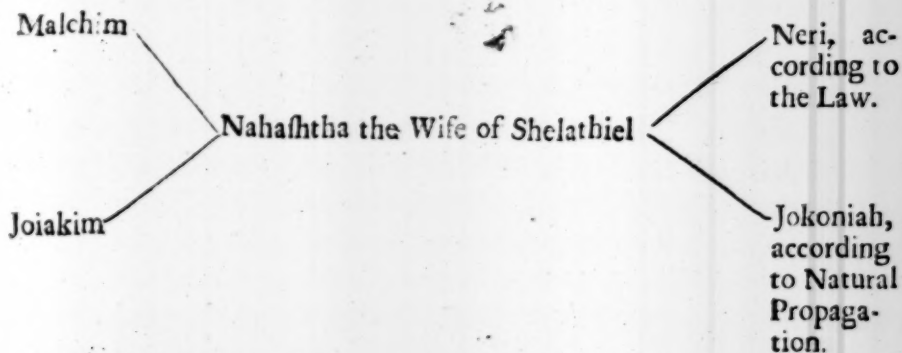 Malchim
Neri, ac-
cording to
the Law.
Nahaſhtha the Wife of Shelathiel
Joiakim
Jokoniah,
according
to Natural
Propaga-
tion.